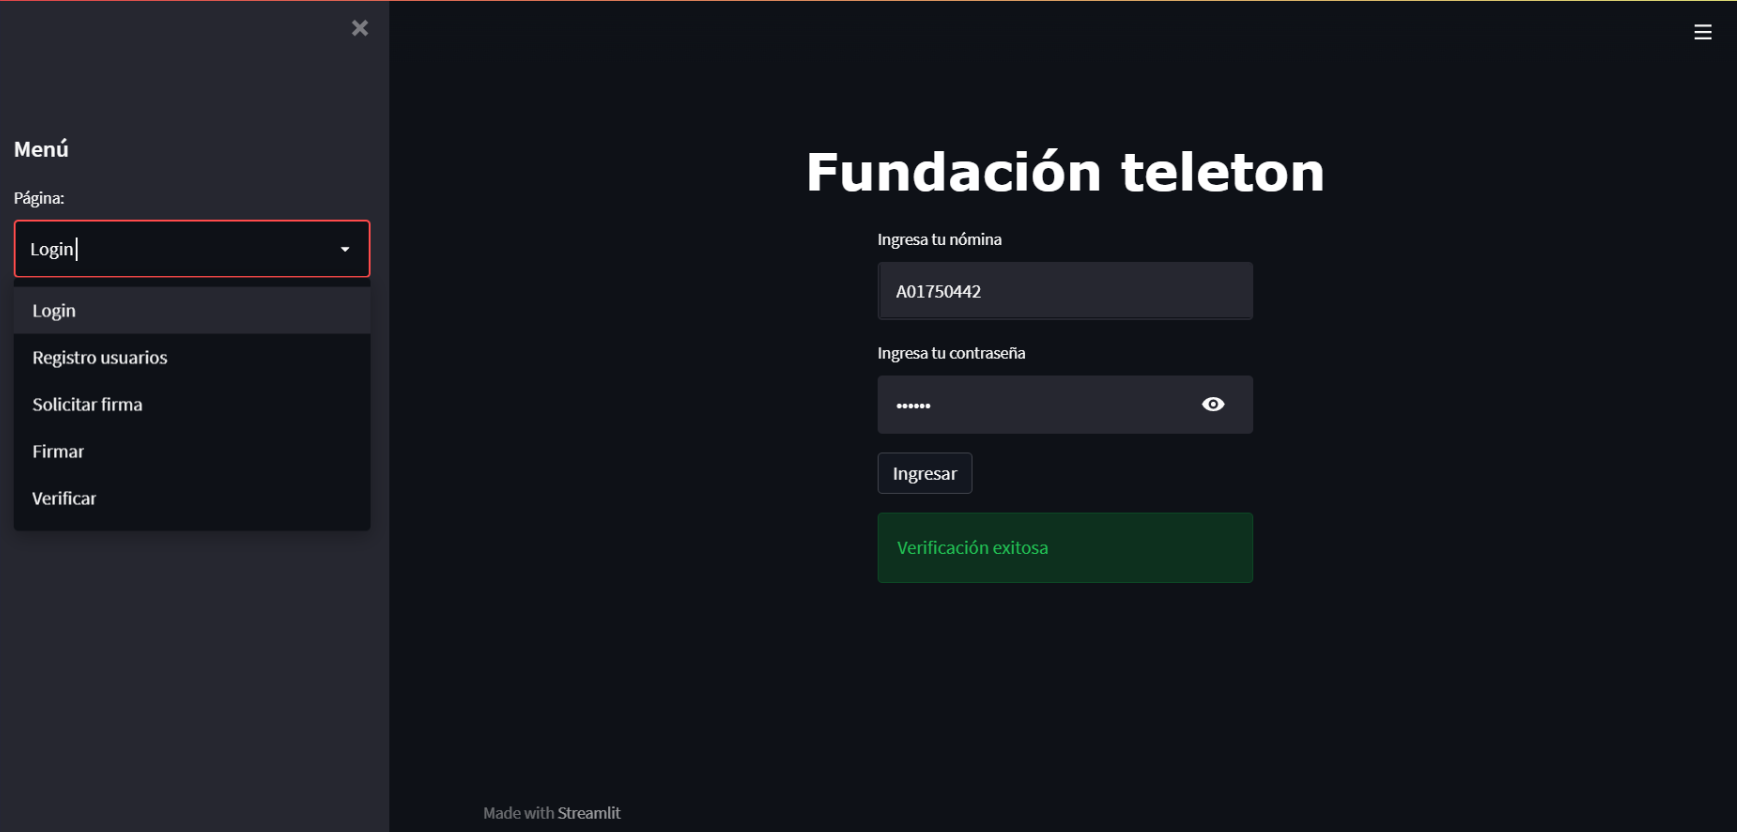 Menú
Página:
Login
Login
Registro usuarios
Solicitar firma
Firmar
Verificar
Fundación teleton
Ingresa tu nómina
A01750442
Ingresa tu contraseña
••••••
Ingresar
Verificación exitosa
Made with Streamlit